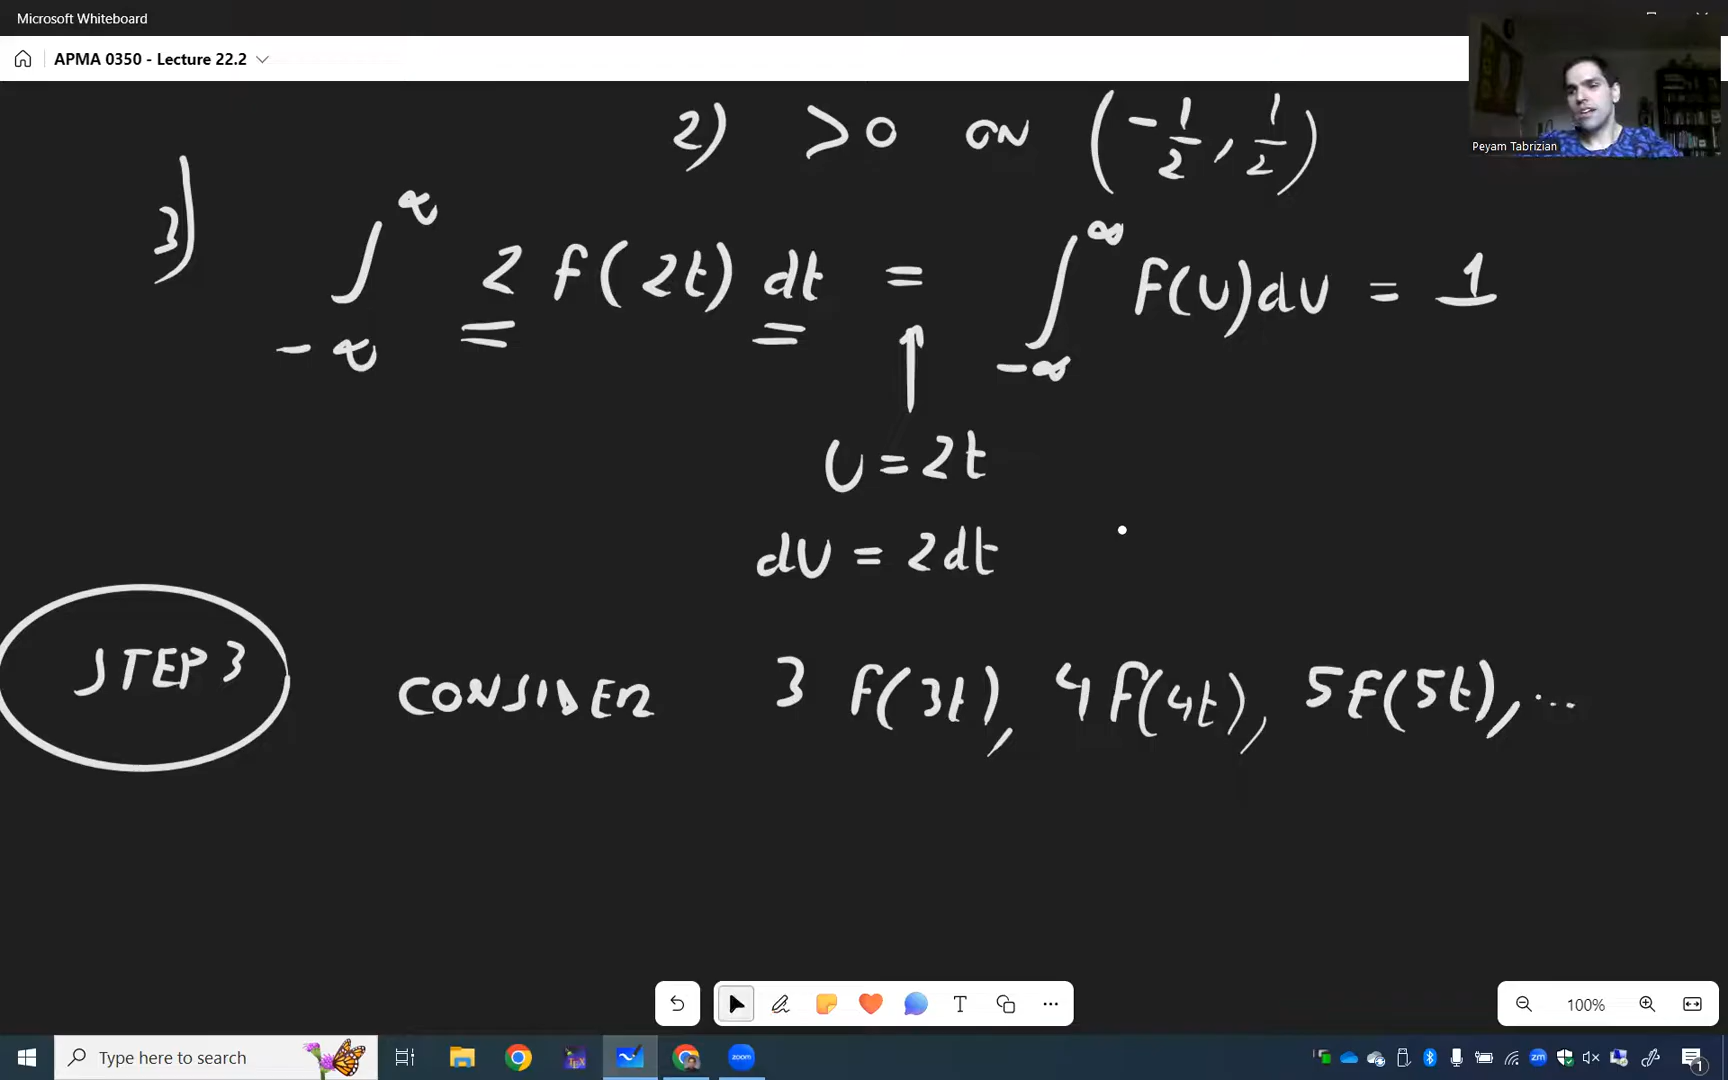 Microsoft Whiteboard
APMA 0350 - Lecture 22.2
Peyam Tabrizian
2) > 0 ON (-1/2, 1/2)
3) ∫_{-∞}^{∞} 2 f(2t) dt = ∫_{-∞}^{∞} f(U)dU = 1
U = 2t
dU = 2dt
STEP 3 CONSIDER 3 f(3t), 4 f(4t), 5f(5t), ...
100%
Type here to search
zoom